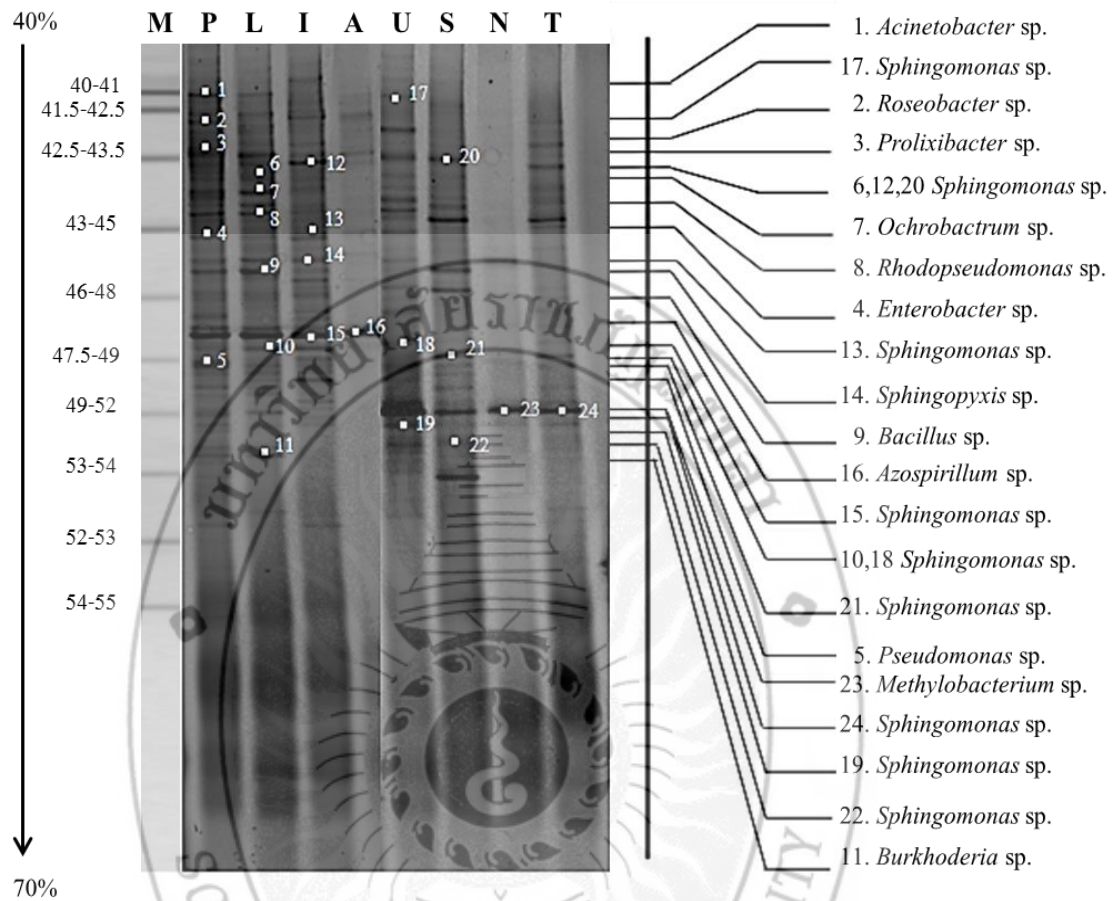 40%
M P L I A U S N T
40-41
41.5-42.5
42.5-43.5
43-45
46-48
47.5-49
49-52
53-54
52-53
54-55
70%
1
2
3
4
5
6
7
8
9
10
11
12
13
14
15
16
17
18
19
20
21
22
23
24
1. Acinetobacter sp.
17. Sphingomonas sp.
2. Roseobacter sp.
3. Prolixibacter sp.
6,12,20 Sphingomonas sp.
7. Ochrobactrum sp.
8. Rhodopseudomonas sp.
4. Enterobacter sp.
13. Sphingomonas sp.
14. Sphingopyxis sp.
9. Bacillus sp.
16. Azospirillum sp.
15. Sphingomonas sp.
10,18 Sphingomonas sp.
21. Sphingomonas sp.
5. Pseudomonas sp.
23. Methylobacterium sp.
24. Sphingomonas sp.
19. Sphingomonas sp.
22. Sphingomonas sp.
11. Burkhoderia sp.